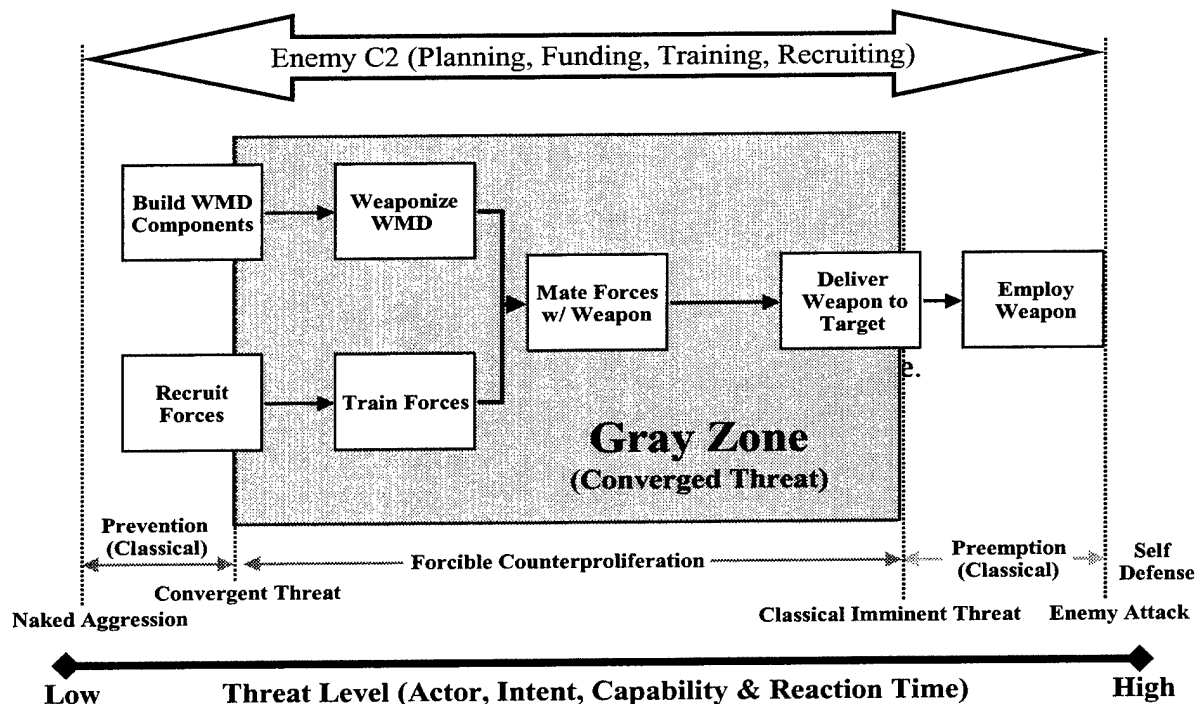 Enemy C2 (Planning, Funding, Training, Recruiting)
Build WMD
Components
Weaponize
WMD
Mate Forces
w/ Weapon
Deliver
Weapon to
Target
Employ
Weapon
e.
Recruit
Forces
Train Forces
Gray Zone
(Converged Threat)
Prevention
(Classical)
Forcible Counterproliferation
Preemption
(Classical)
Self
Defense
Convergent Threat
Naked Aggression
Classical Imminent Threat
Enemy Attack
Low
Threat Level (Actor, Intent, Capability & Reaction Time)
High